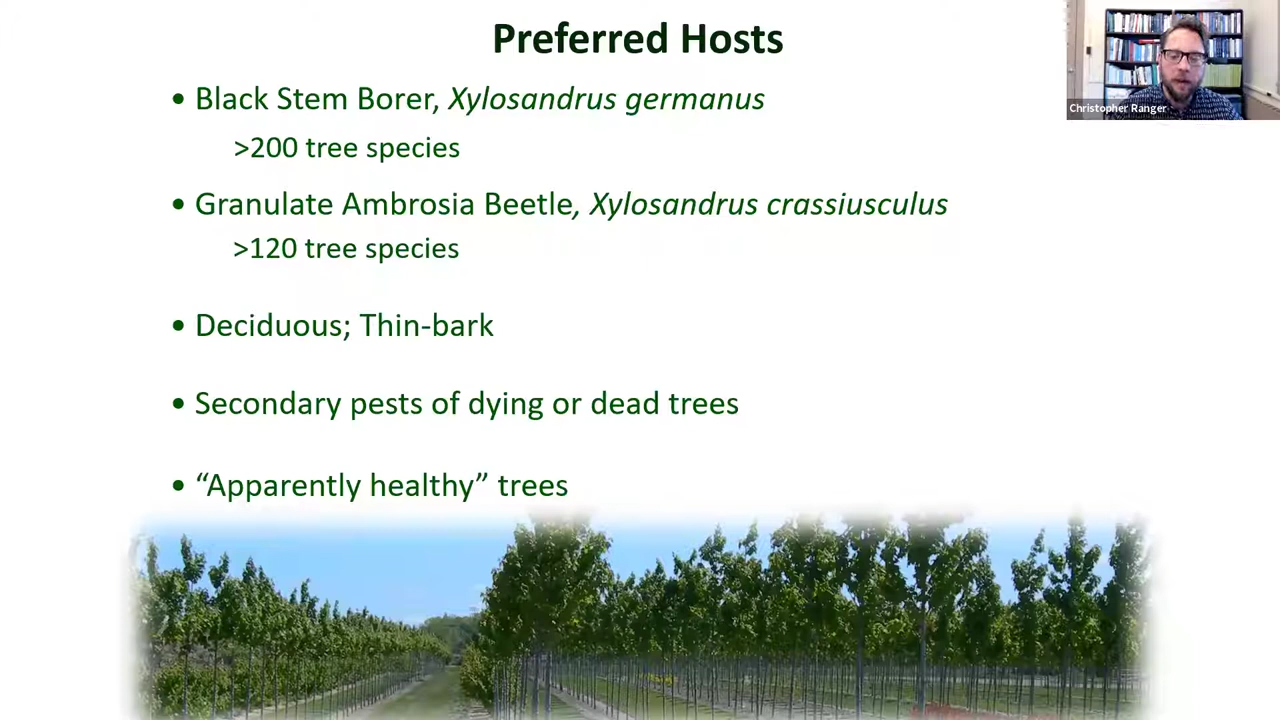 Preferred Hosts
Christopher Ranger
• Black Stem Borer, Xylosandrus germanus
>200 tree species
• Granulate Ambrosia Beetle, Xylosandrus crassiusculus
>120 tree species
• Deciduous; Thin-bark
• Secondary pests of dying or dead trees
• “Apparently healthy” trees